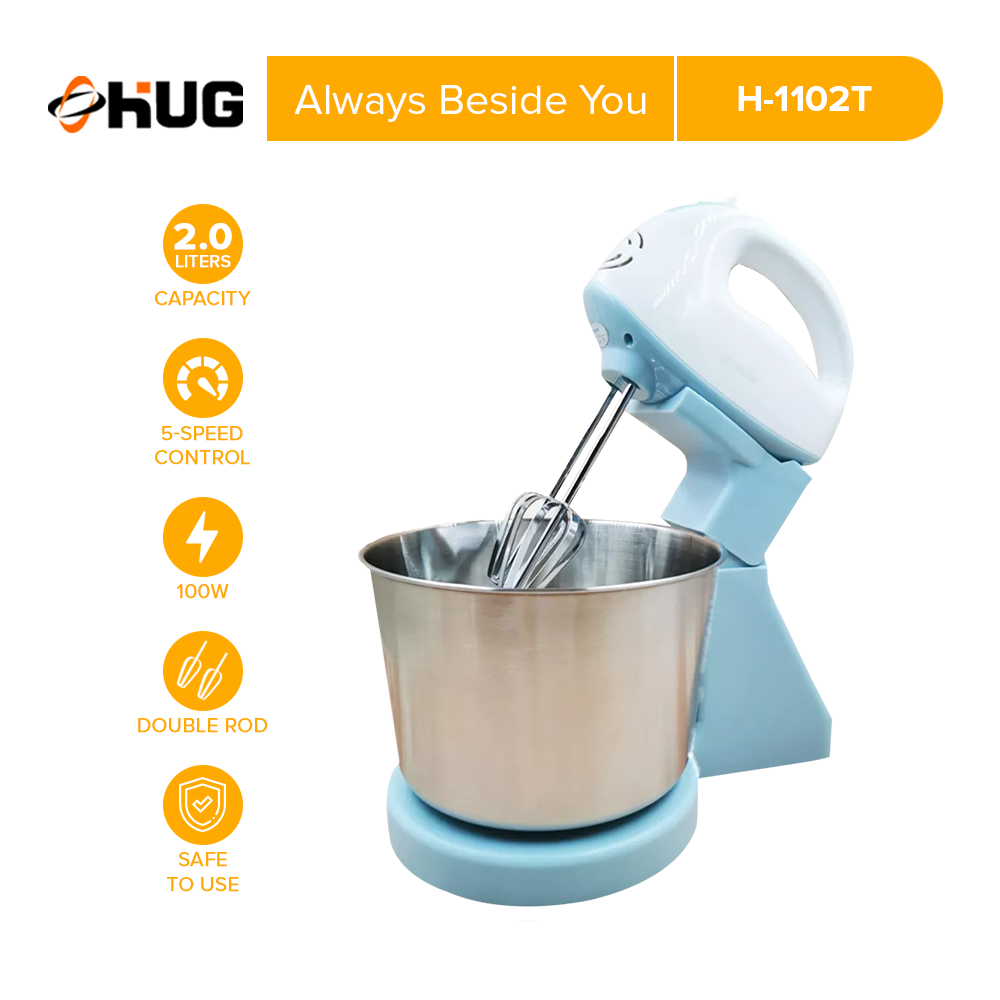 HUG
Always Beside You
H-1102T
2.0
LITERS
CAPACITY
5-SPEED
CONTROL
100W
DOUBLE ROD
SAFE
TO USE